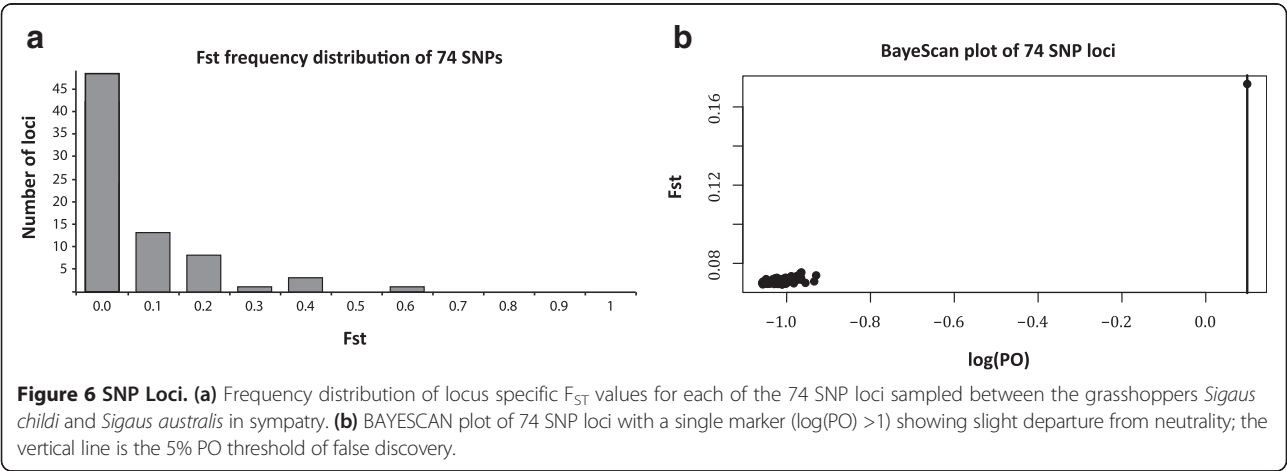 a
Fst frequency distribution of 74 SNPs
Number of loci
45
40
35
30
25
20
15
10
5
0.0 0.1 0.2 0.3 0.4 0.5 0.6 0.7 0.8 0.9 1
Fst
b
BayeScan plot of 74 SNP loci
Fst
0.16
0.12
0.08
−1.0 −0.8 −0.6 −0.4 −0.2 0.0
log(PO)
Figure 6 SNP Loci. (a) Frequency distribution of locus specific FST values for each of the 74 SNP loci sampled between the grasshoppers Sigaus
childi and Sigaus australis in sympatry. (b) BAYESCAN plot of 74 SNP loci with a single marker (log(PO) >1) showing slight departure from neutrality; the
vertical line is the 5% PO threshold of false discovery.